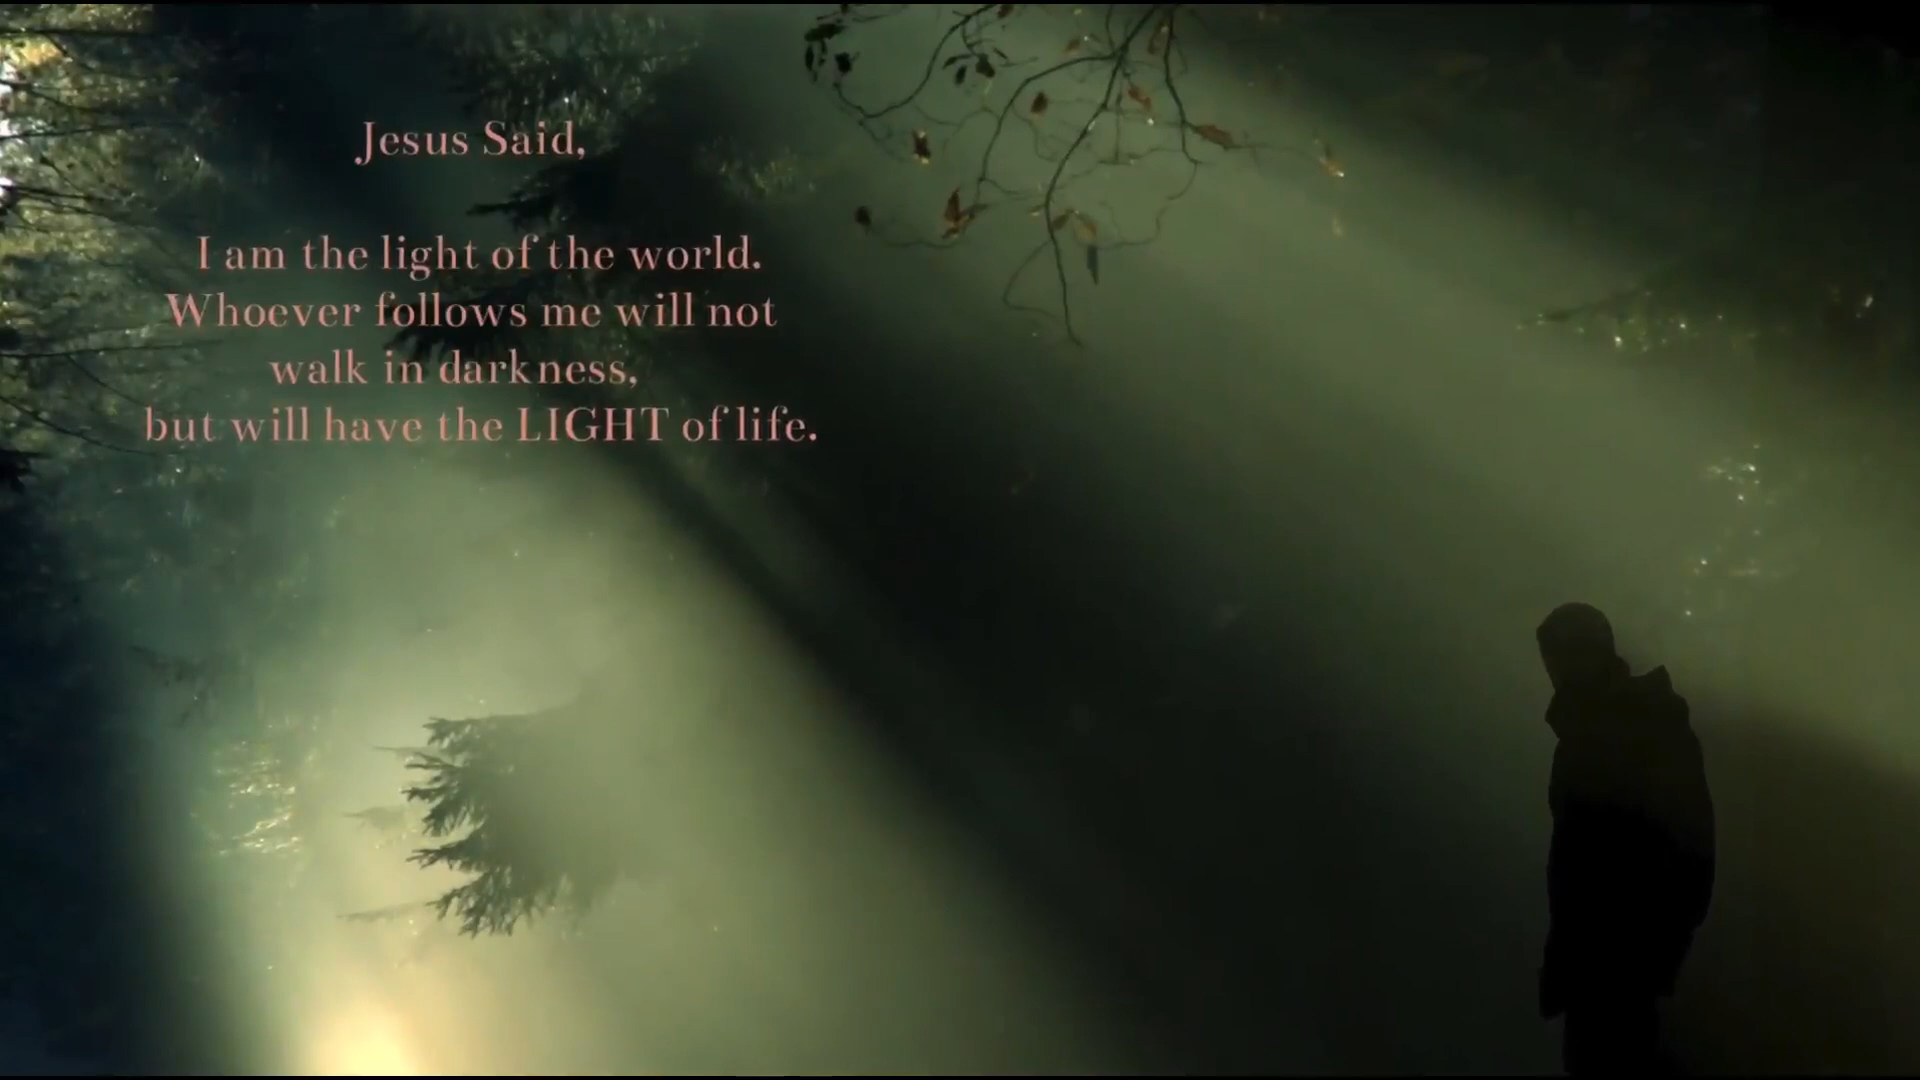 Jesus Said,
I am the light of the world.
Whoever follows me will not
walk in darkness,
but will have the LIGHT of life.